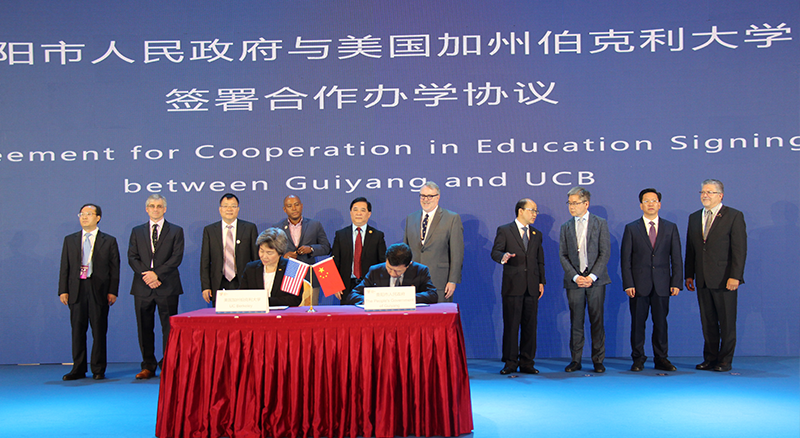 阳市人民政府与美国加州伯克利大学
签署合作办学协议
eement for Cooperation in Education Signing
between Guiyang and UCB